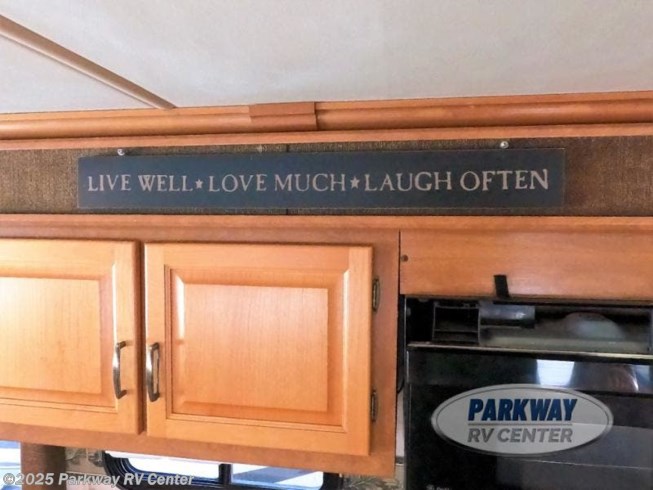 LIVE WELL★LOVE MUCH★LAUGH OFTEN
PARKWAY
RV CENTER
©2025 Parkway RV Center